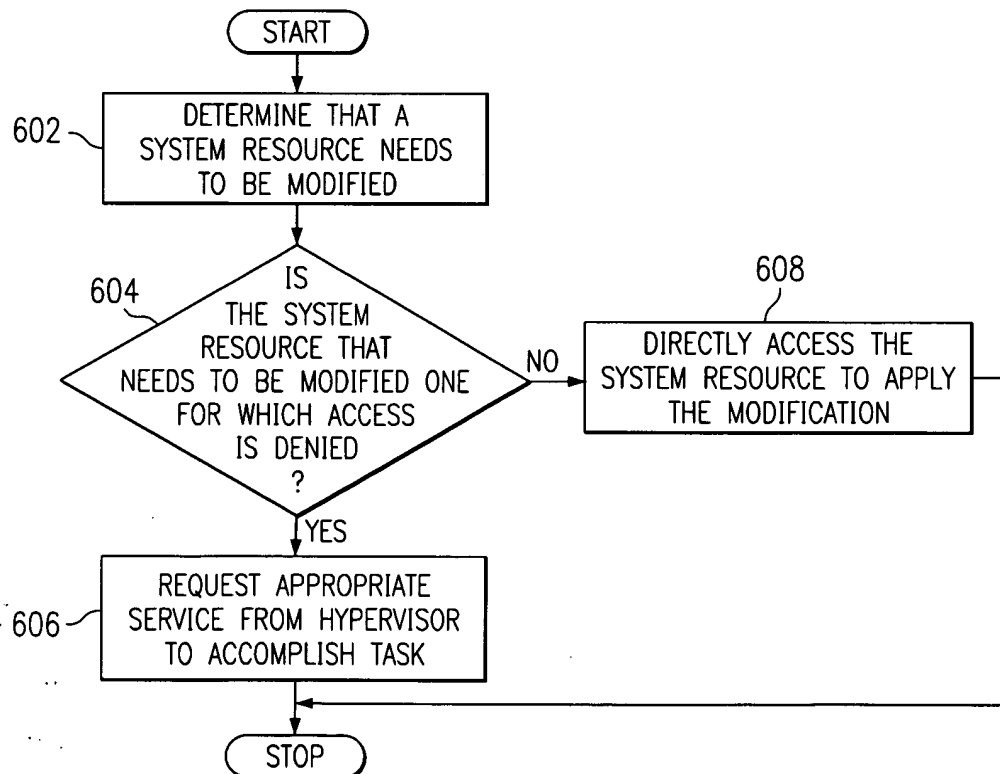 START
602
DETERMINE THAT A
SYSTEM RESOURCE NEEDS
TO BE MODIFIED
604
IS
THE SYSTEM
RESOURCE THAT
NEEDS TO BE MODIFIED ONE
FOR WHICH ACCESS
IS DENIED
?
NO
608
DIRECTLY ACCESS THE
SYSTEM RESOURCE TO APPLY
THE MODIFICATION
YES
606
REQUEST APPROPRIATE
SERVICE FROM HYPERVISOR
TO ACCOMPLISH TASK
STOP